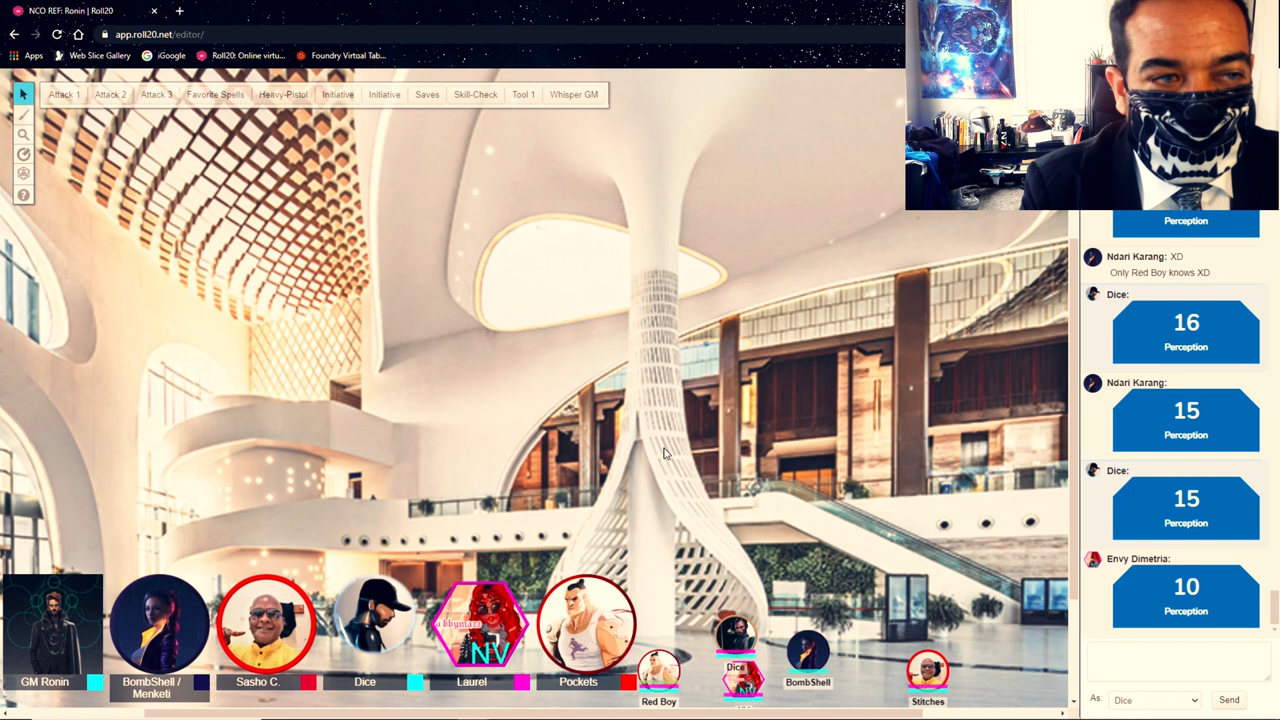 NCO REF: Ronin | Roll20
app.roll20.net/editor/
Apps Web Slice Gallery iGoogle Roll20: Online virtu... Foundry Virtual Tab...
Attack 1 Attack 2 Attack 3 Favorite Spells Heavy-Pistol Initiative Initiative Saves Skill-Check Tool 1 Whisper GM
Perception
Ndari Karang: XD
Only Red Boy knows XD
Dice:
16
Perception
Ndari Karang:
15
Perception
Dice:
15
Perception
Envy Dimetria:
10
Perception
NV
GM Ronin
BombShell /
Menketi
Sasho C.
Dice
Laurel
Pockets
Red Boy
Dice
NV
BombShell
Stitches
As:
Dice
Send